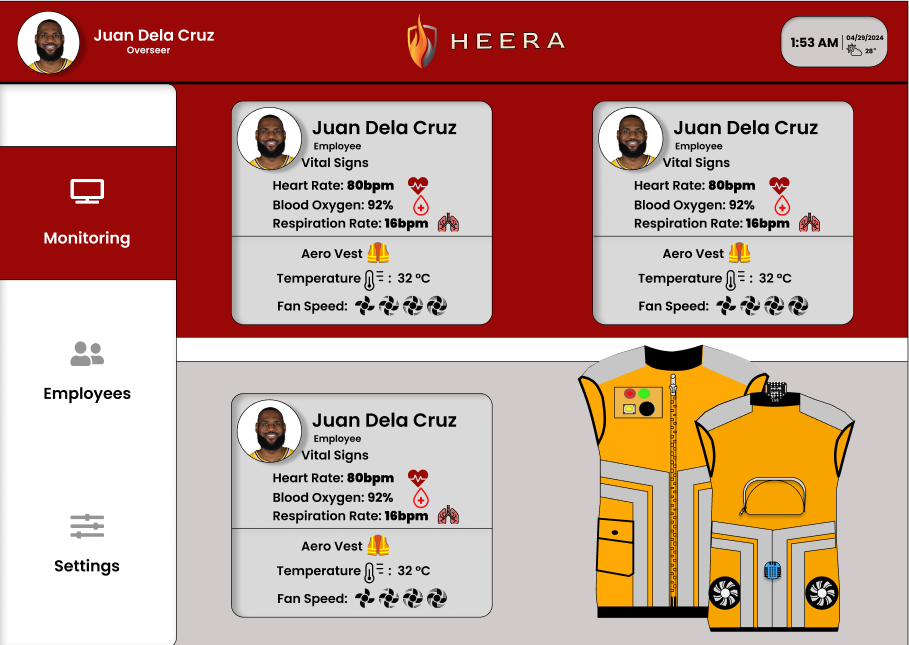 Juan Dela Cruz
Overseer
HEERA
1:53 AM
04/29/2024
28°
Monitoring
Employees
Settings
Juan Dela Cruz
Employee
Vital Signs
Heart Rate: 80bpm
Blood Oxygen: 92%
Respiration Rate: 16bpm
Aero Vest
Temperature : 32 ºC
Fan Speed:
Juan Dela Cruz
Employee
Vital Signs
Heart Rate: 80bpm
Blood Oxygen: 92%
Respiration Rate: 16bpm
Aero Vest
Temperature : 32 ºC
Fan Speed:
Juan Dela Cruz
Employee
Vital Signs
Heart Rate: 80bpm
Blood Oxygen: 92%
Respiration Rate: 16bpm
Aero Vest
Temperature : 32 ºC
Fan Speed: